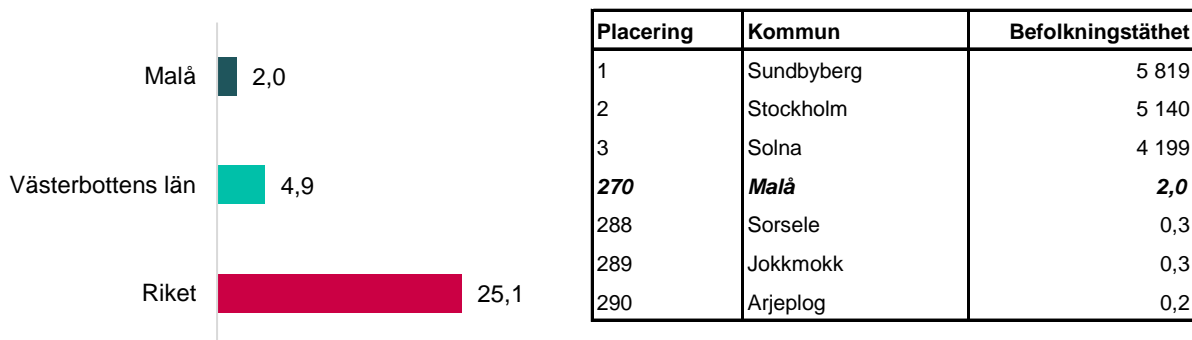 Malå 2,0
Västerbottens län 4,9
Riket 25,1
Placering Kommun Befolkningstäthet
1 Sundbyberg 5 819
2 Stockholm 5 140
3 Solna 4 199
270 Malå 2,0
288 Sorsele 0,3
289 Jokkmokk 0,3
290 Arjeplog 0,2